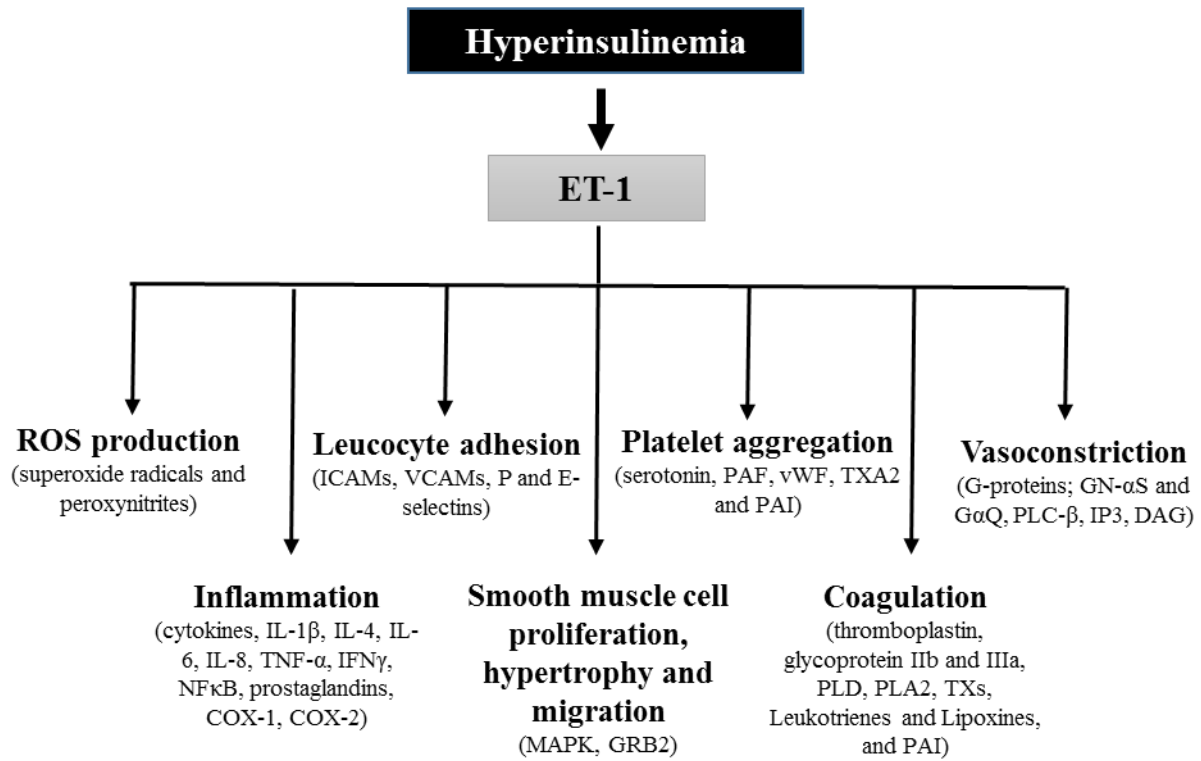 Hyperinsulinemia
ET-1
ROS production
(superoxide radicals and
peroxynitrites)
Leucocyte adhesion
(ICAMs, VCAMs, P and E-
selectins)
Platelet aggregation
(serotonin, PAF, vWF, TXA2
and PAI)
Vasoconstriction
(G-proteins; GN-αS and
GαQ, PLC-β, IP3, DAG)
Inflammation
(cytokines, IL-1β, IL-4, IL-
6, IL-8, TNF-α, IFNγ,
NFκB, prostaglandins,
COX-1, COX-2)
Smooth muscle cell
proliferation,
hypertrophy and
migration
(MAPK, GRB2)
Coagulation
(thromboplastin,
glycoprotein IIb and IIIa,
PLD, PLA2, TXs,
Leukotrienes and Lipoxines,
and PAI)